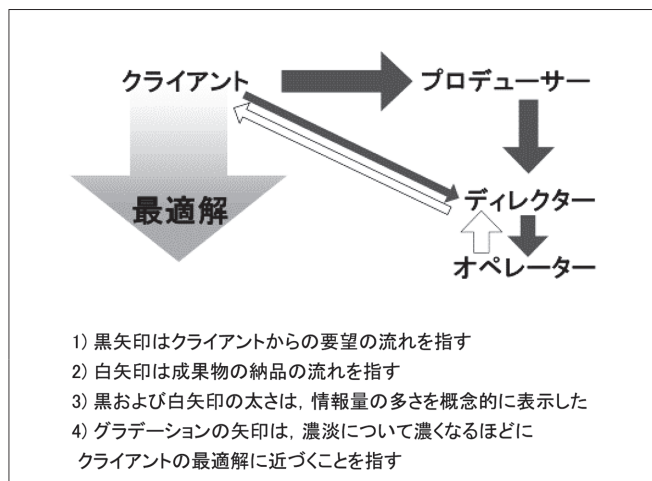 クライアント
プロデューサー
最適解
ディレクター
オペレーター
1) 黒矢印はクライアントからの要望の流れを指す
2) 白矢印は成果物の納品の流れを指す
3) 黒および白矢印の太さは，情報量の多さを概念的に表示した
4) グラデーションの矢印は，濃淡について濃くなるほどに
クライアントの最適解に近づくことを指す